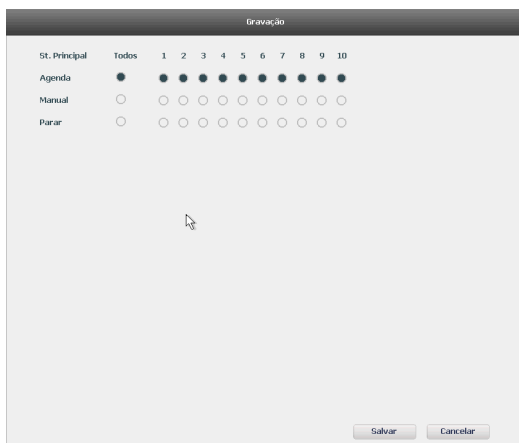 Gravação
St. Principal Todos 1 2 3 4 5 6 7 8 9 10
Agenda
Manual
Parar
Salvar Cancelar